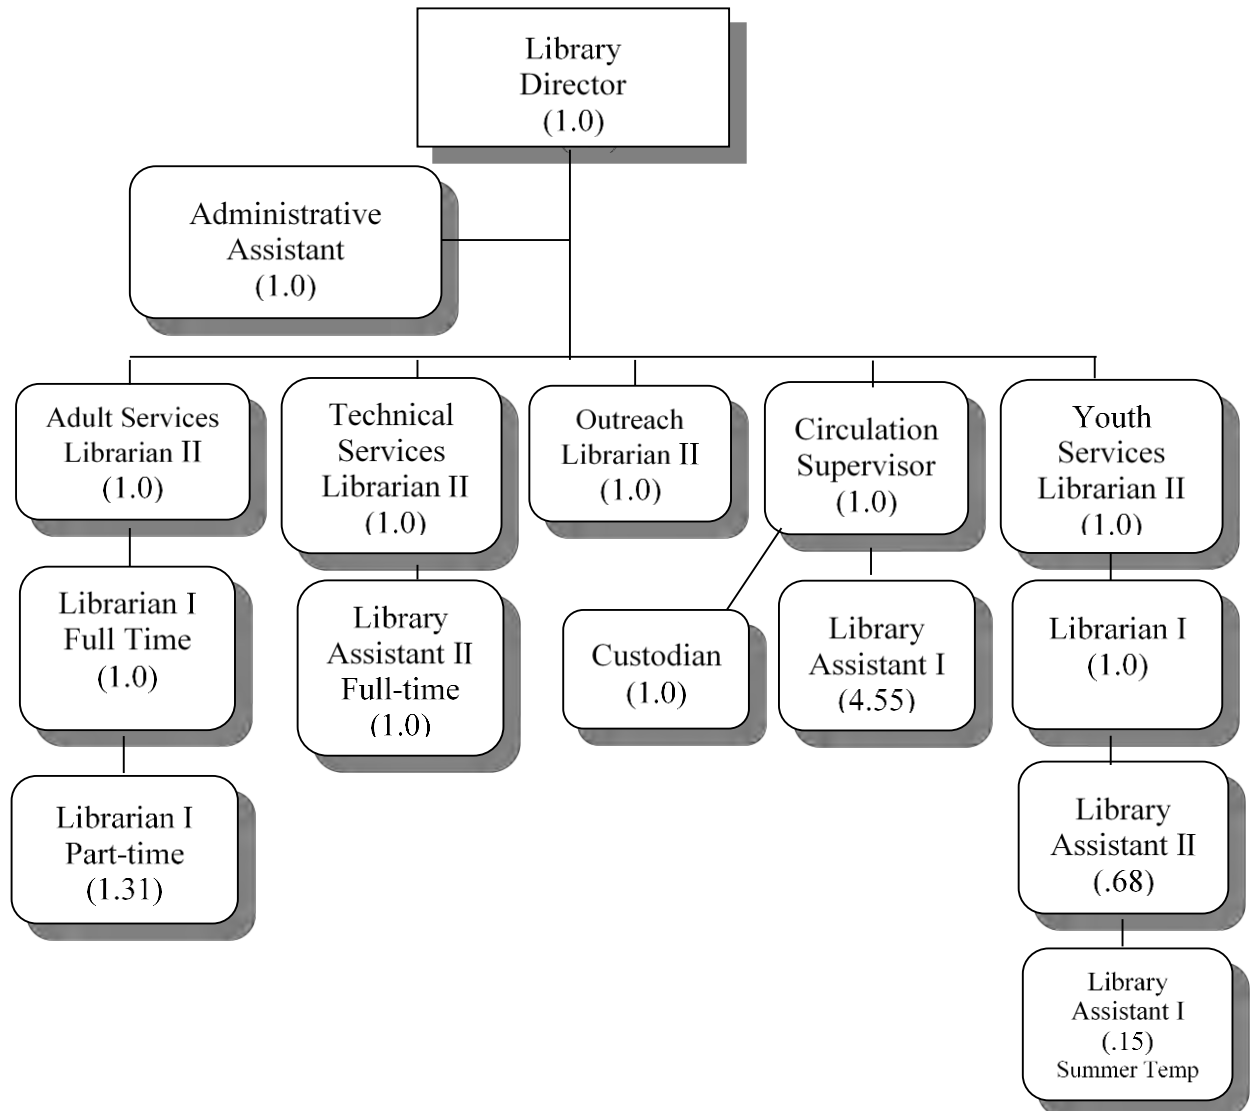 Library
Director
(1.0)
Administrative
Assistant
(1.0)
Adult Services
Librarian II
(1.0)
Technical
Services
Librarian II
(1.0)
Outreach
Librarian II
(1.0)
Circulation
Supervisor
(1.0)
Youth
Services
Librarian II
(1.0)
Librarian I
Full Time
(1.0)
Library
Assistant II
Full-time
(1.0)
Custodian
(1.0)
Library
Assistant I
(4.55)
Librarian I
(1.0)
Librarian I
Part-time
(1.31)
Library
Assistant II
(.68)
Library
Assistant I
(.15)
Summer Temp